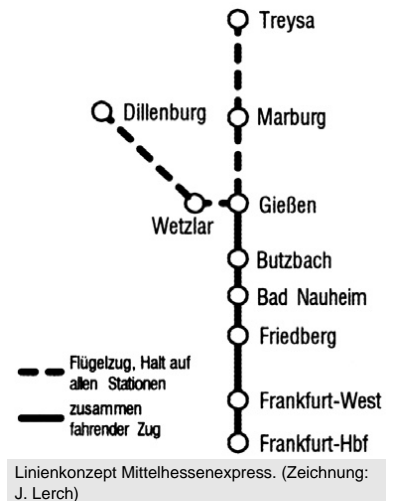 Treysa
Dillenburg
Marburg
Gießen
Wetzlar
Butzbach
Bad Nauheim
Friedberg
Flügelzug, Halt auf
allen Stationen
Frankfurt-West
zusammen
fahrender Zug
Frankfurt-Hbf
Linienkonzept Mittelhessenexpress. (Zeichnung:
J. Lerch)